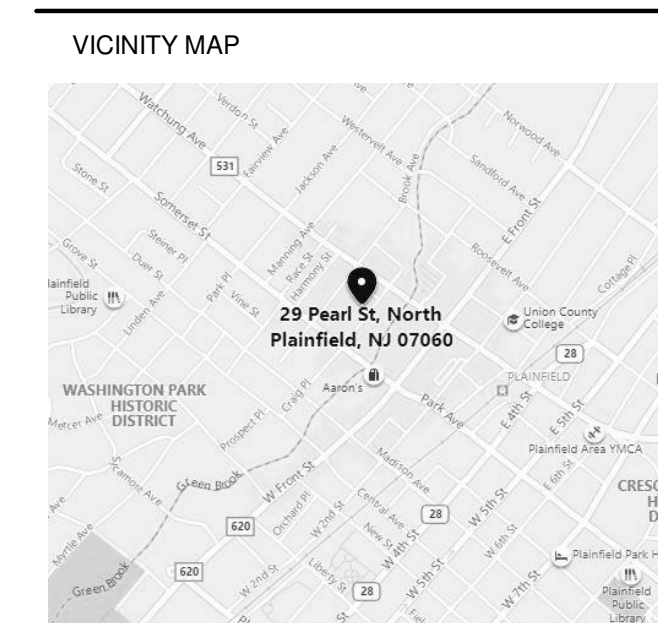 VICINITY MAP
Verdon St
Watchung Ave
Fairview Ave
Westervelt Ave
Norwood Ave
531
Jackson Ave
Stone St
Brook Ave
Sandford Ave
Somerset St
E Front St
Steiner Pl
Manning Ave
Grove St
Duer St
Race St
Harmony St
Roosevelt Ave
Cottage Pl
Park Pl
Vine St
Linden Ave
lainfield
Public
Library
29 Pearl St, North
Plainfield, NJ 07060
Union County
College
28
PLAINFIELD
Aaron's
WASHINGTON PARK
HISTORIC
DISTRICT
Craig Pl
Park Ave
E 4th St
E 5th St
Mercer Ave
Prospect Pl
Plainfield Area YMCA
Madison Ave
Sycamore Ave
Green Brook
W Front St
E 6th St
CRESC
H
D
Orchard Pl
Central Ave
W 5th St
Ave
620
W 2nd St
New St
28
W 4th St
W 6th St
Myrtle Ave
Plainfield Park H
620
Liberty St
W 5th St
W 7th St
Green Brook
W 2nd St
28
Plainfield
Public
Library
St